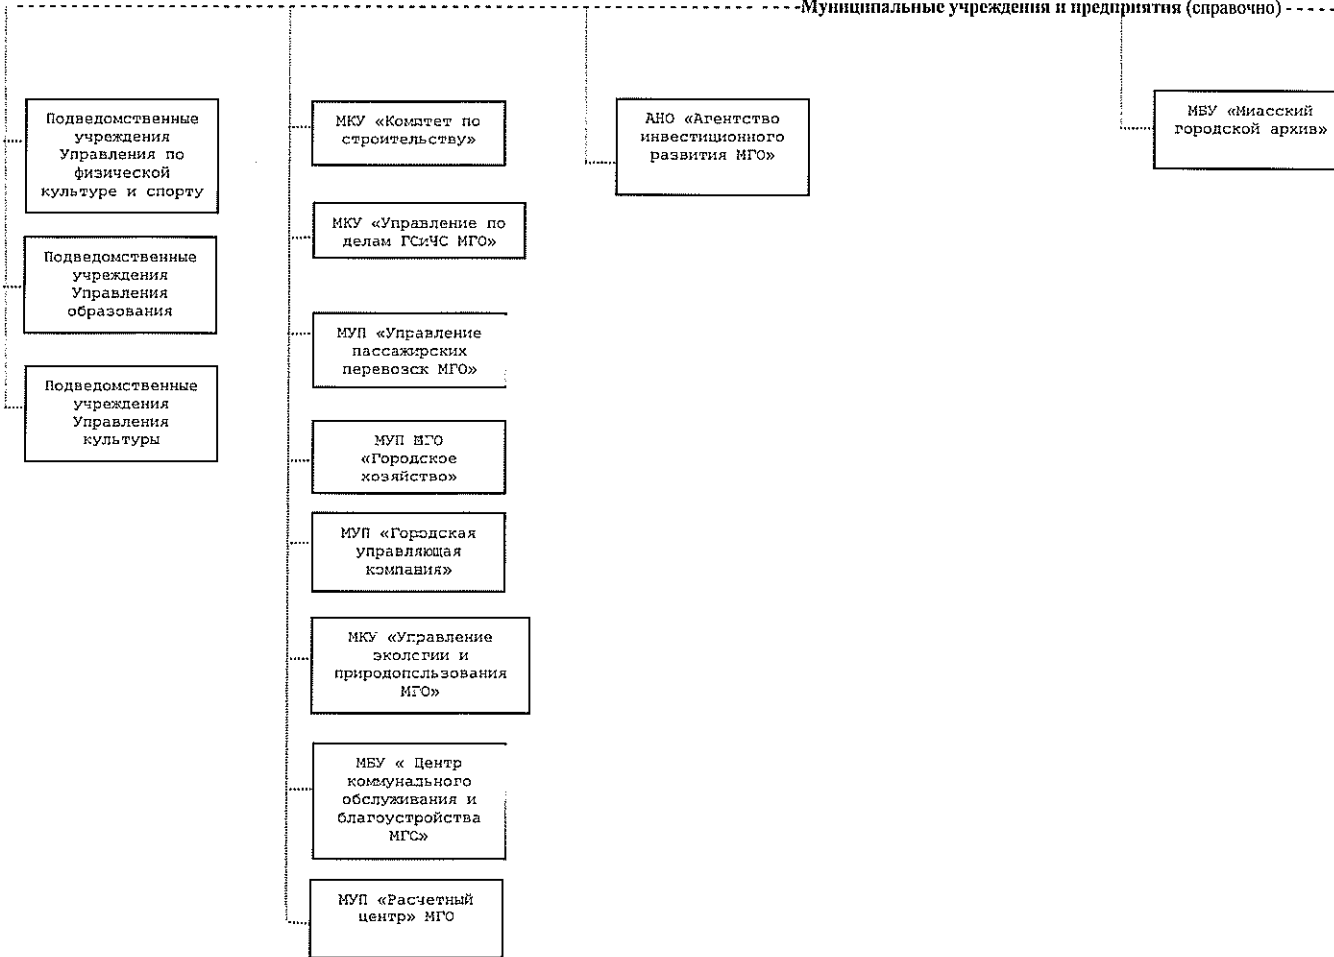 Муниципальные учреждения и предприятия (справочно)
Подведомственные
учреждения
Управления по
физической
культуре и спорту
Подведомственные
учреждения
Управления
образования
Подведомственные
учреждения
Управления
культуры
МКУ «Комитет по
строительству»
МКУ «Управление по
делам ГСиЧС МГО»
МУП «Управление
пассажирских
перевозск МГО»
МУП МГО
«Городское
хозяйство»
МУП «Городская
управляющая
компания»
МКУ «Управление
экологии и
природопользования
МГО»
МБУ « Центр
коммунального
обслуживания и
благоустройства
МГС»
МУП «Расчетный
центр» МГО
АНО «Агентство
инвестиционного
развития МГО»
МБУ «Миасский
городской архив»